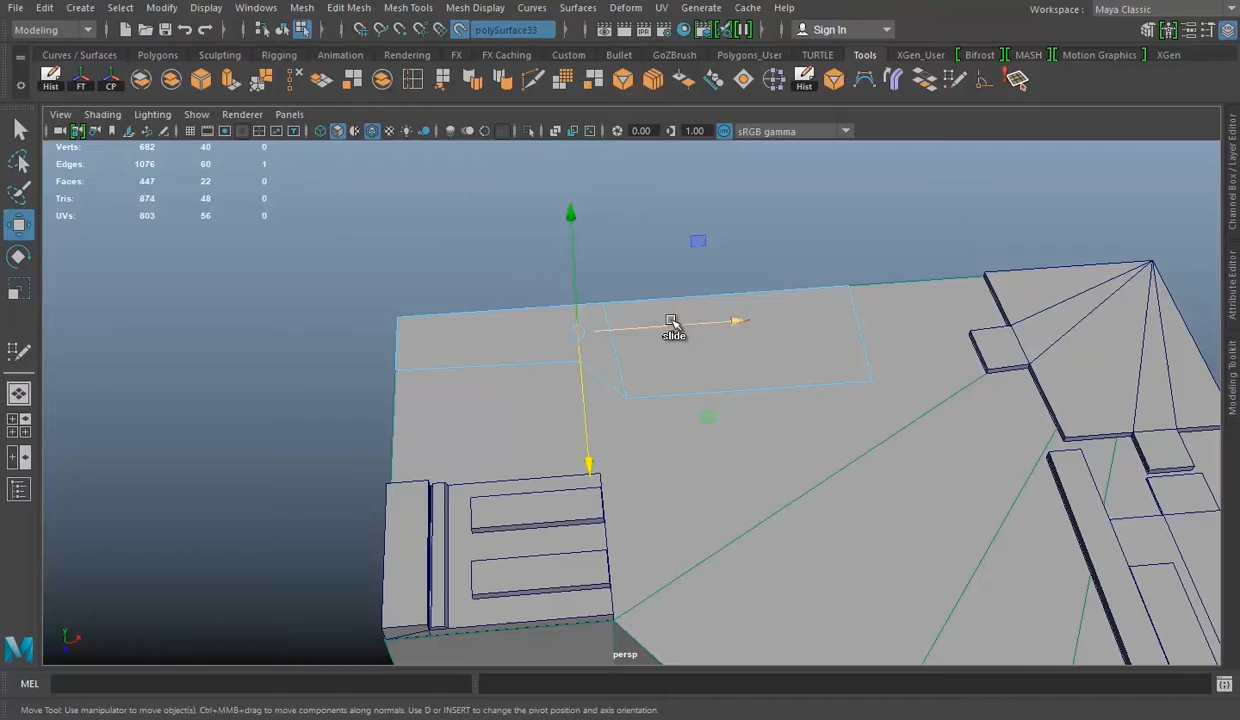 File Edit Create Select Modify Display Windows Mesh Edit Mesh Mesh Tools Mesh Display Curves Surfaces Deform UV Generate Cache Help Workspace : Maya Classic
Modeling polySurface33 Sign In
Curves / Surfaces Polygons Sculpting Rigging Animation Rendering FX FX Caching Custom Bullet GoZBrush Polygons_User TURTLE Tools XGen_User Bifrost MASH Motion Graphics XGen
Hist FT CP Hist
View Shading Lighting Show Renderer Panels
0.00 1.00 sRGB gamma
Verts: 682 40 0
Edges: 1076 60 1
Faces: 447 22 0
Tris: 874 48 0
UVs: 803 56 0
slide
persp
Channel Box / Layer Editor
Attribute Editor
Modeling Toolkit
MEL
Move Tool: Use manipulator to move object(s). Ctrl+MMB+drag to move components along normals. Use D or INSERT to change the pivot position and axis orientation.